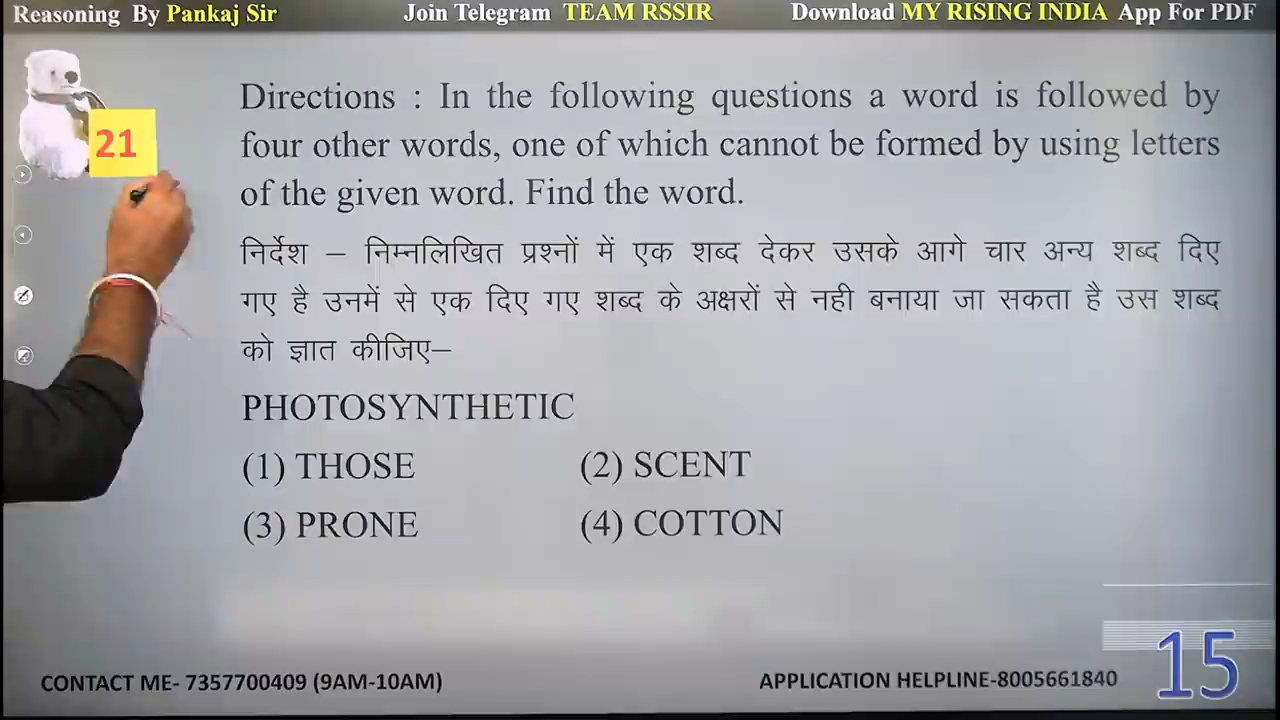 Reasoning By Pankaj Sir Join Telegram TEAM RSSIR Download MY RISING INDIA App For PDF
21
Directions : In the following questions a word is followed by
four other words, one of which cannot be formed by using letters
of the given word. Find the word.
निर्देश – निम्नलिखित प्रश्नों में एक शब्द देकर उसके आगे चार अन्य शब्द दिए
गए है उनमें से एक दिए गए शब्द के अक्षरों से नही बनाया जा सकता है उस शब्द
को ज्ञात कीजिए–
PHOTOSYNTHETIC
(1) THOSE (2) SCENT
(3) PRONE (4) COTTON
15
CONTACT ME- 7357700409 (9AM-10AM) APPLICATION HELPLINE-8005661840